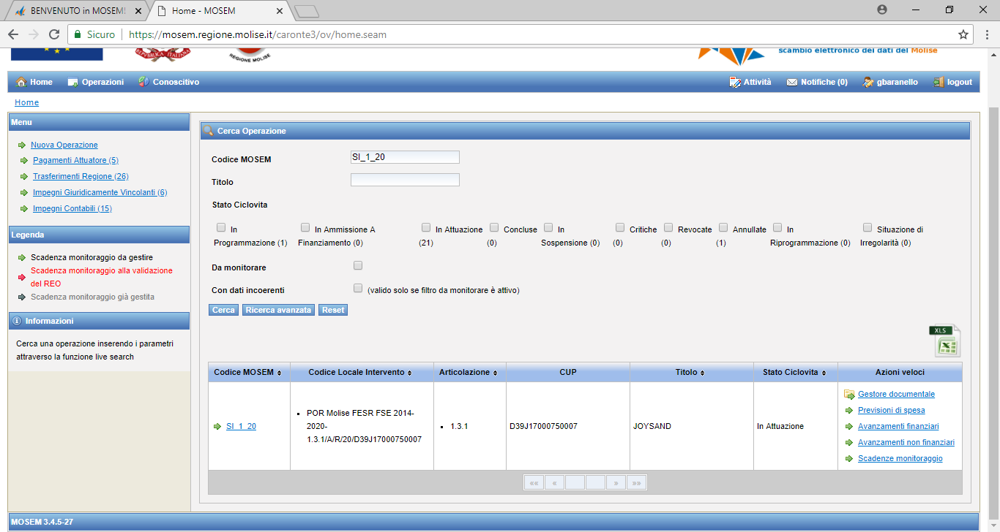 BENVENUTO in MOSEM!
Home - MOSEM
Sicuro
https://mosem.regione.molise.it/caronte3/ov/home.seam
REPVBBLICA ITALIANA
REGIONE MOLISE
scambio elettronico dei dati del Molise
Home Operazioni Conoscitivo Attività Notifiche (0) gbaranello logout
Home
Menu
Nuova Operazione
Pagamenti Attuatore (5)
Trasferimenti Regione (26)
Impegni Giuridicamente Vincolanti (6)
Impegni Contabili (15)
Legenda
Scadenza monitoraggio da gestire
Scadenza monitoraggio alla validazione
del REO
Scadenza monitoraggio già gestita
Informazioni
Cerca una operazione inserendo i parametri
attraverso la funzione live search
Cerca Operazione
Codice MOSEM SI_1_20
Titolo
Stato Ciclovita
In
Programmazione (1)
In Ammissione A
Finanziamento (0)
In Attuazione
(21)
Concluse
(0)
In
Sospensione (0)
Critiche
(0)
Revocate
(0)
Annullate
(1)
In
Riprogrammazione (0)
Situazione di
Irregolarità (0)
Da monitorare
Con dati incoerenti (valido solo se filtro da monitorare è attivo)
Cerca Ricerca avanzata Reset
XLS
Codice MOSEM Codice Locale Intervento Articolazione CUP Titolo Stato Ciclovita Azioni veloci
SI_1_20
POR Molise FESR FSE 2014-
2020-
1.3.1/A/R/20/D39J17000750007
1.3.1
D39J17000750007
JOYSAND
In Attuazione
Gestore documentale
Previsioni di spesa
Avanzamenti finanziari
Avanzamenti non finanziari
Scadenze monitoraggio
«« « » »»
MOSEM 3.4.5-27